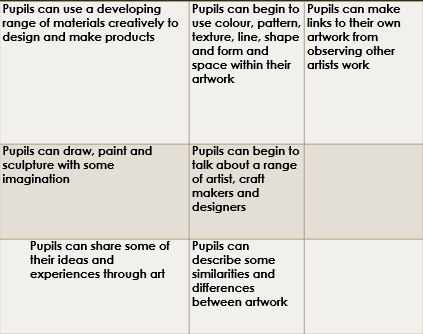 Pupils can use a developing
range of materials creatively to
design and make products
Pupils can begin to
use colour, pattern,
texture, line, shape
and form and
space within their
artwork
Pupils can make
links to their own
artwork from
observing other
artists work
Pupils can draw, paint and
sculpture with some
imagination
Pupils can begin to
talk about a range
of artist, craft
makers and
designers
Pupils can share some of
their ideas and
experiences through art
Pupils can
describe some
similarities and
differences
between artwork